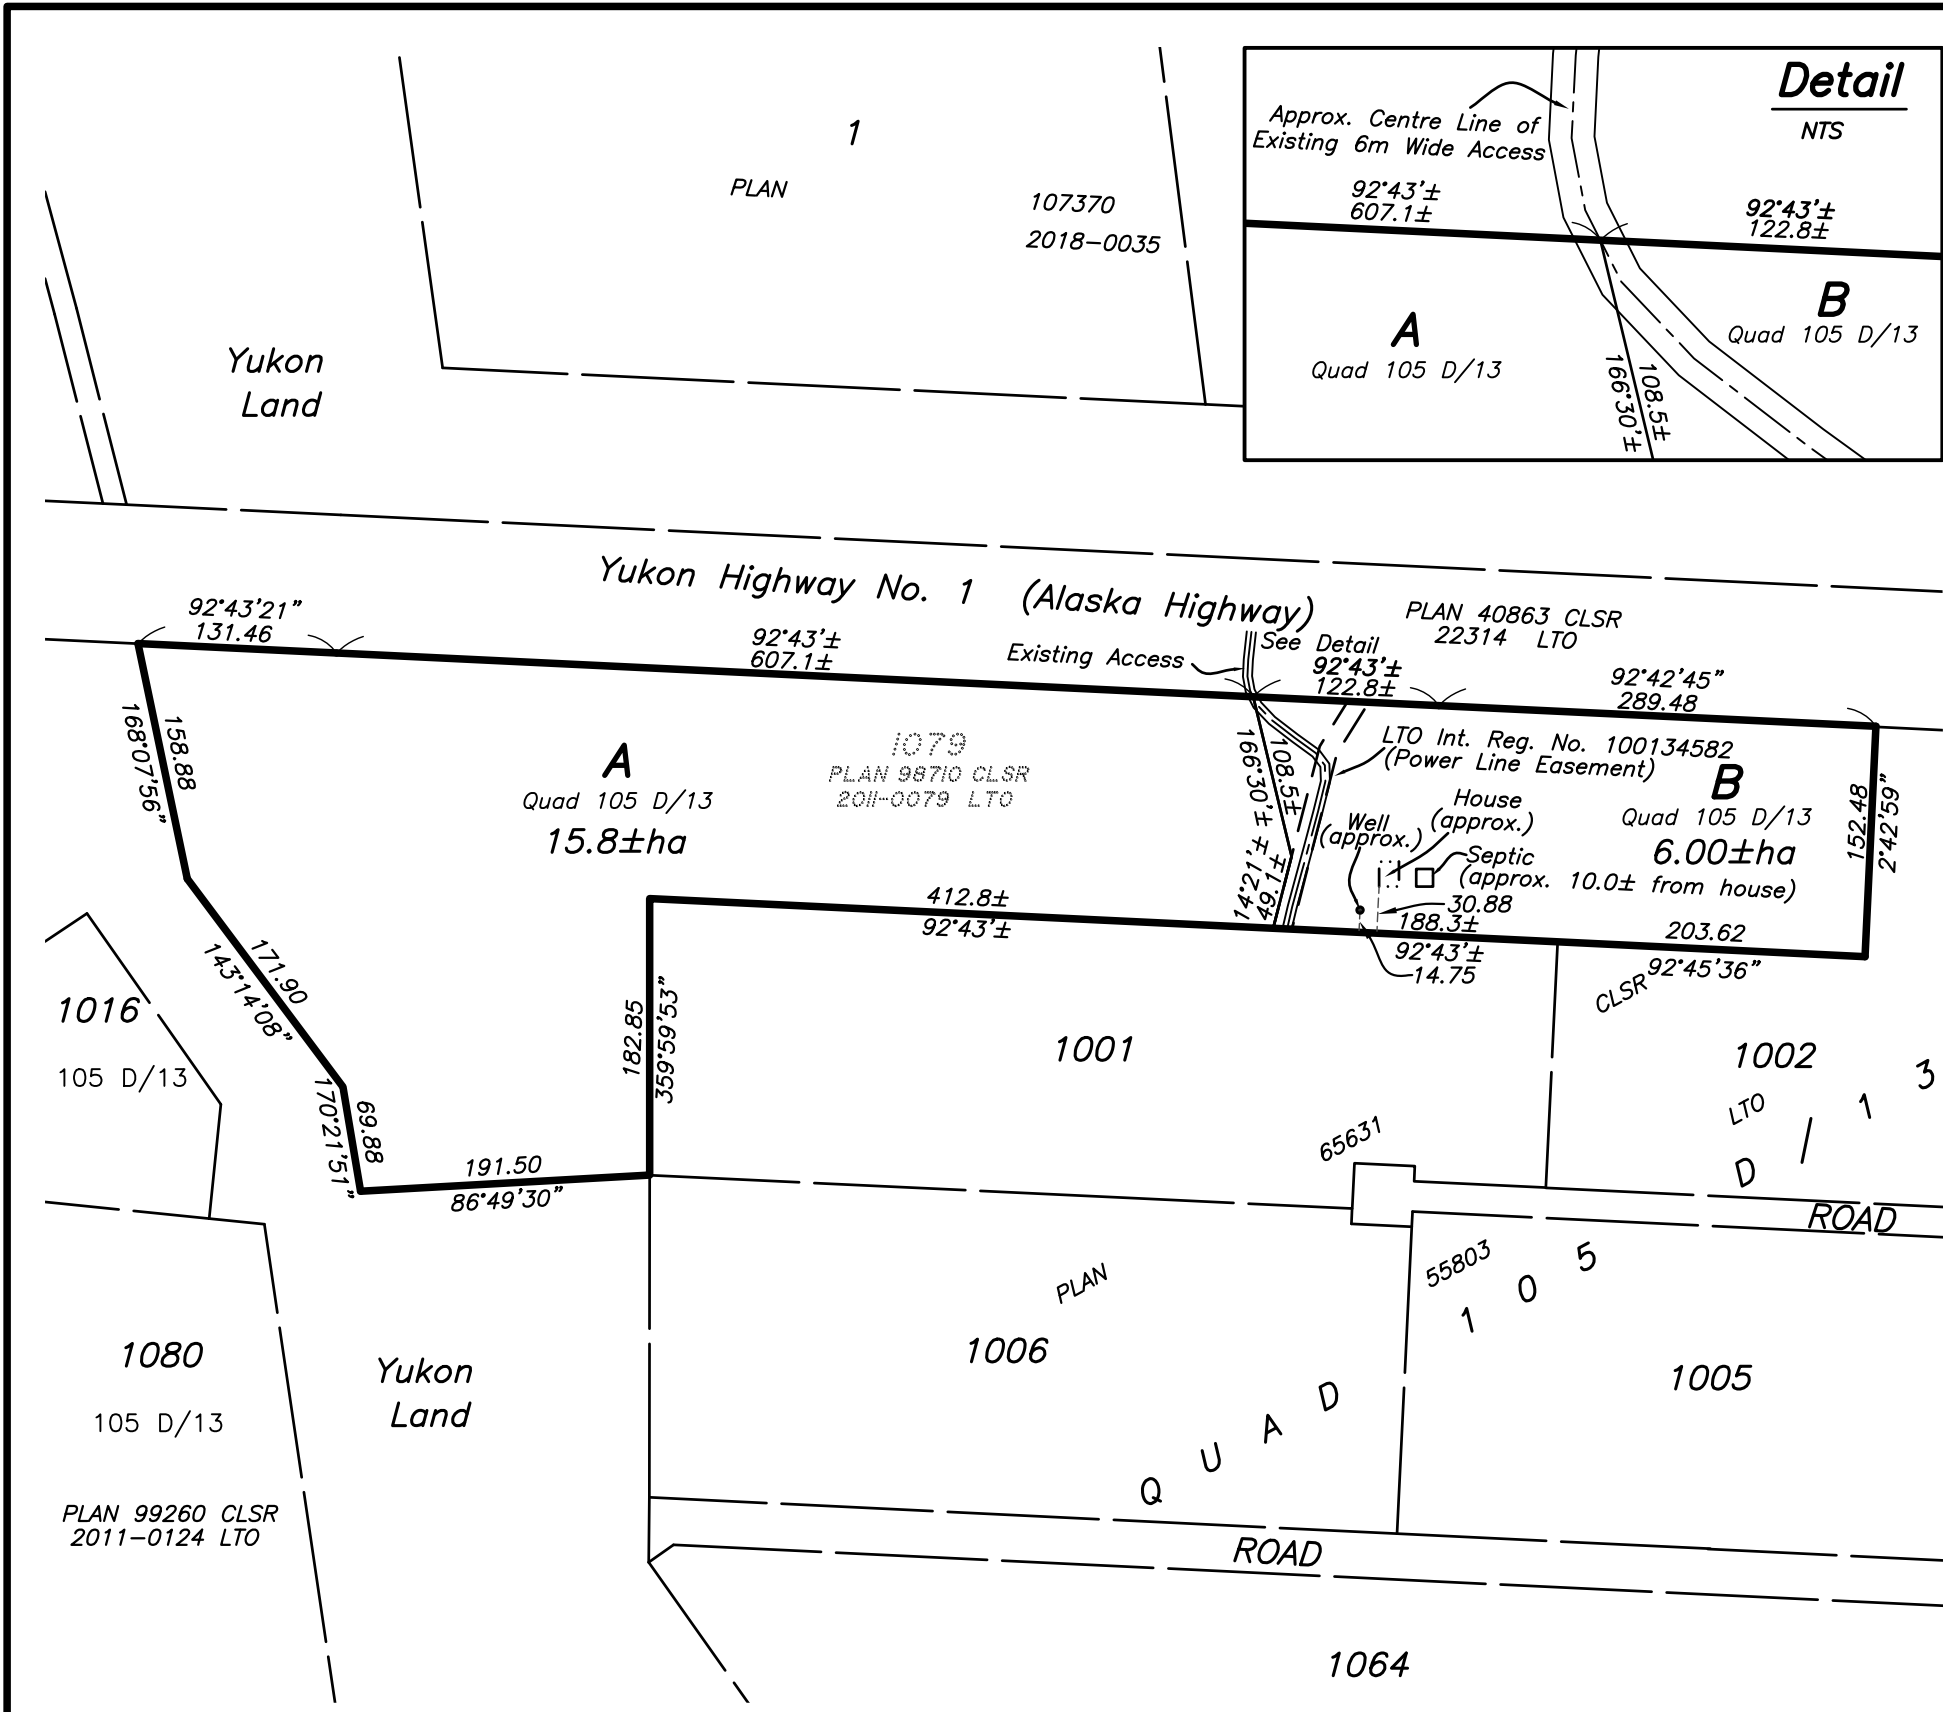 Detail
NTS
Approx. Centre Line of
Existing 6m Wide Access
92°43'±
607.1±
92°43'±
122.8±
A
Quad 105 D/13
B
Quad 105 D/13
108.5±
166°30'±
1
PLAN
107370
2018-0035
Yukon
Land
Yukon Highway No. 1 (Alaska Highway)
PLAN 40863 CLSR
22314 LTO
92°43'21"
131.46
92°43'±
607.1±
Existing Access
See Detail
92°43'±
122.8±
92°42'45"
289.48
158.88
168°07'56"
A
Quad 105 D/13
15.8±ha
1079
PLAN 98710 CLSR
2011-0079 LTO
108.5±
166°30'±
LTO Int. Reg. No. 100134582
(Power Line Easement)
B
Quad 105 D/13
6.00±ha
152.48
2°42'59"
House
(approx.)
Well
(approx.)
Septic
(approx. 10.0± from house)
14°21'±
49.1±
30.88
188.3±
92°43'±
14.75
203.62
92°45'36"
412.8±
92°43'±
171.90
143°14'08"
182.85
359°59'53"
69.88
170°21'51"
191.50
86°49'30"
1016
105 D/13
1001
CLSR
1002
LTO
65631
ROAD
PLAN
55803
1006
1005
QUAD 105 D/13
1080
105 D/13
PLAN 99260 CLSR
2011-0124 LTO
Yukon
Land
ROAD
1064